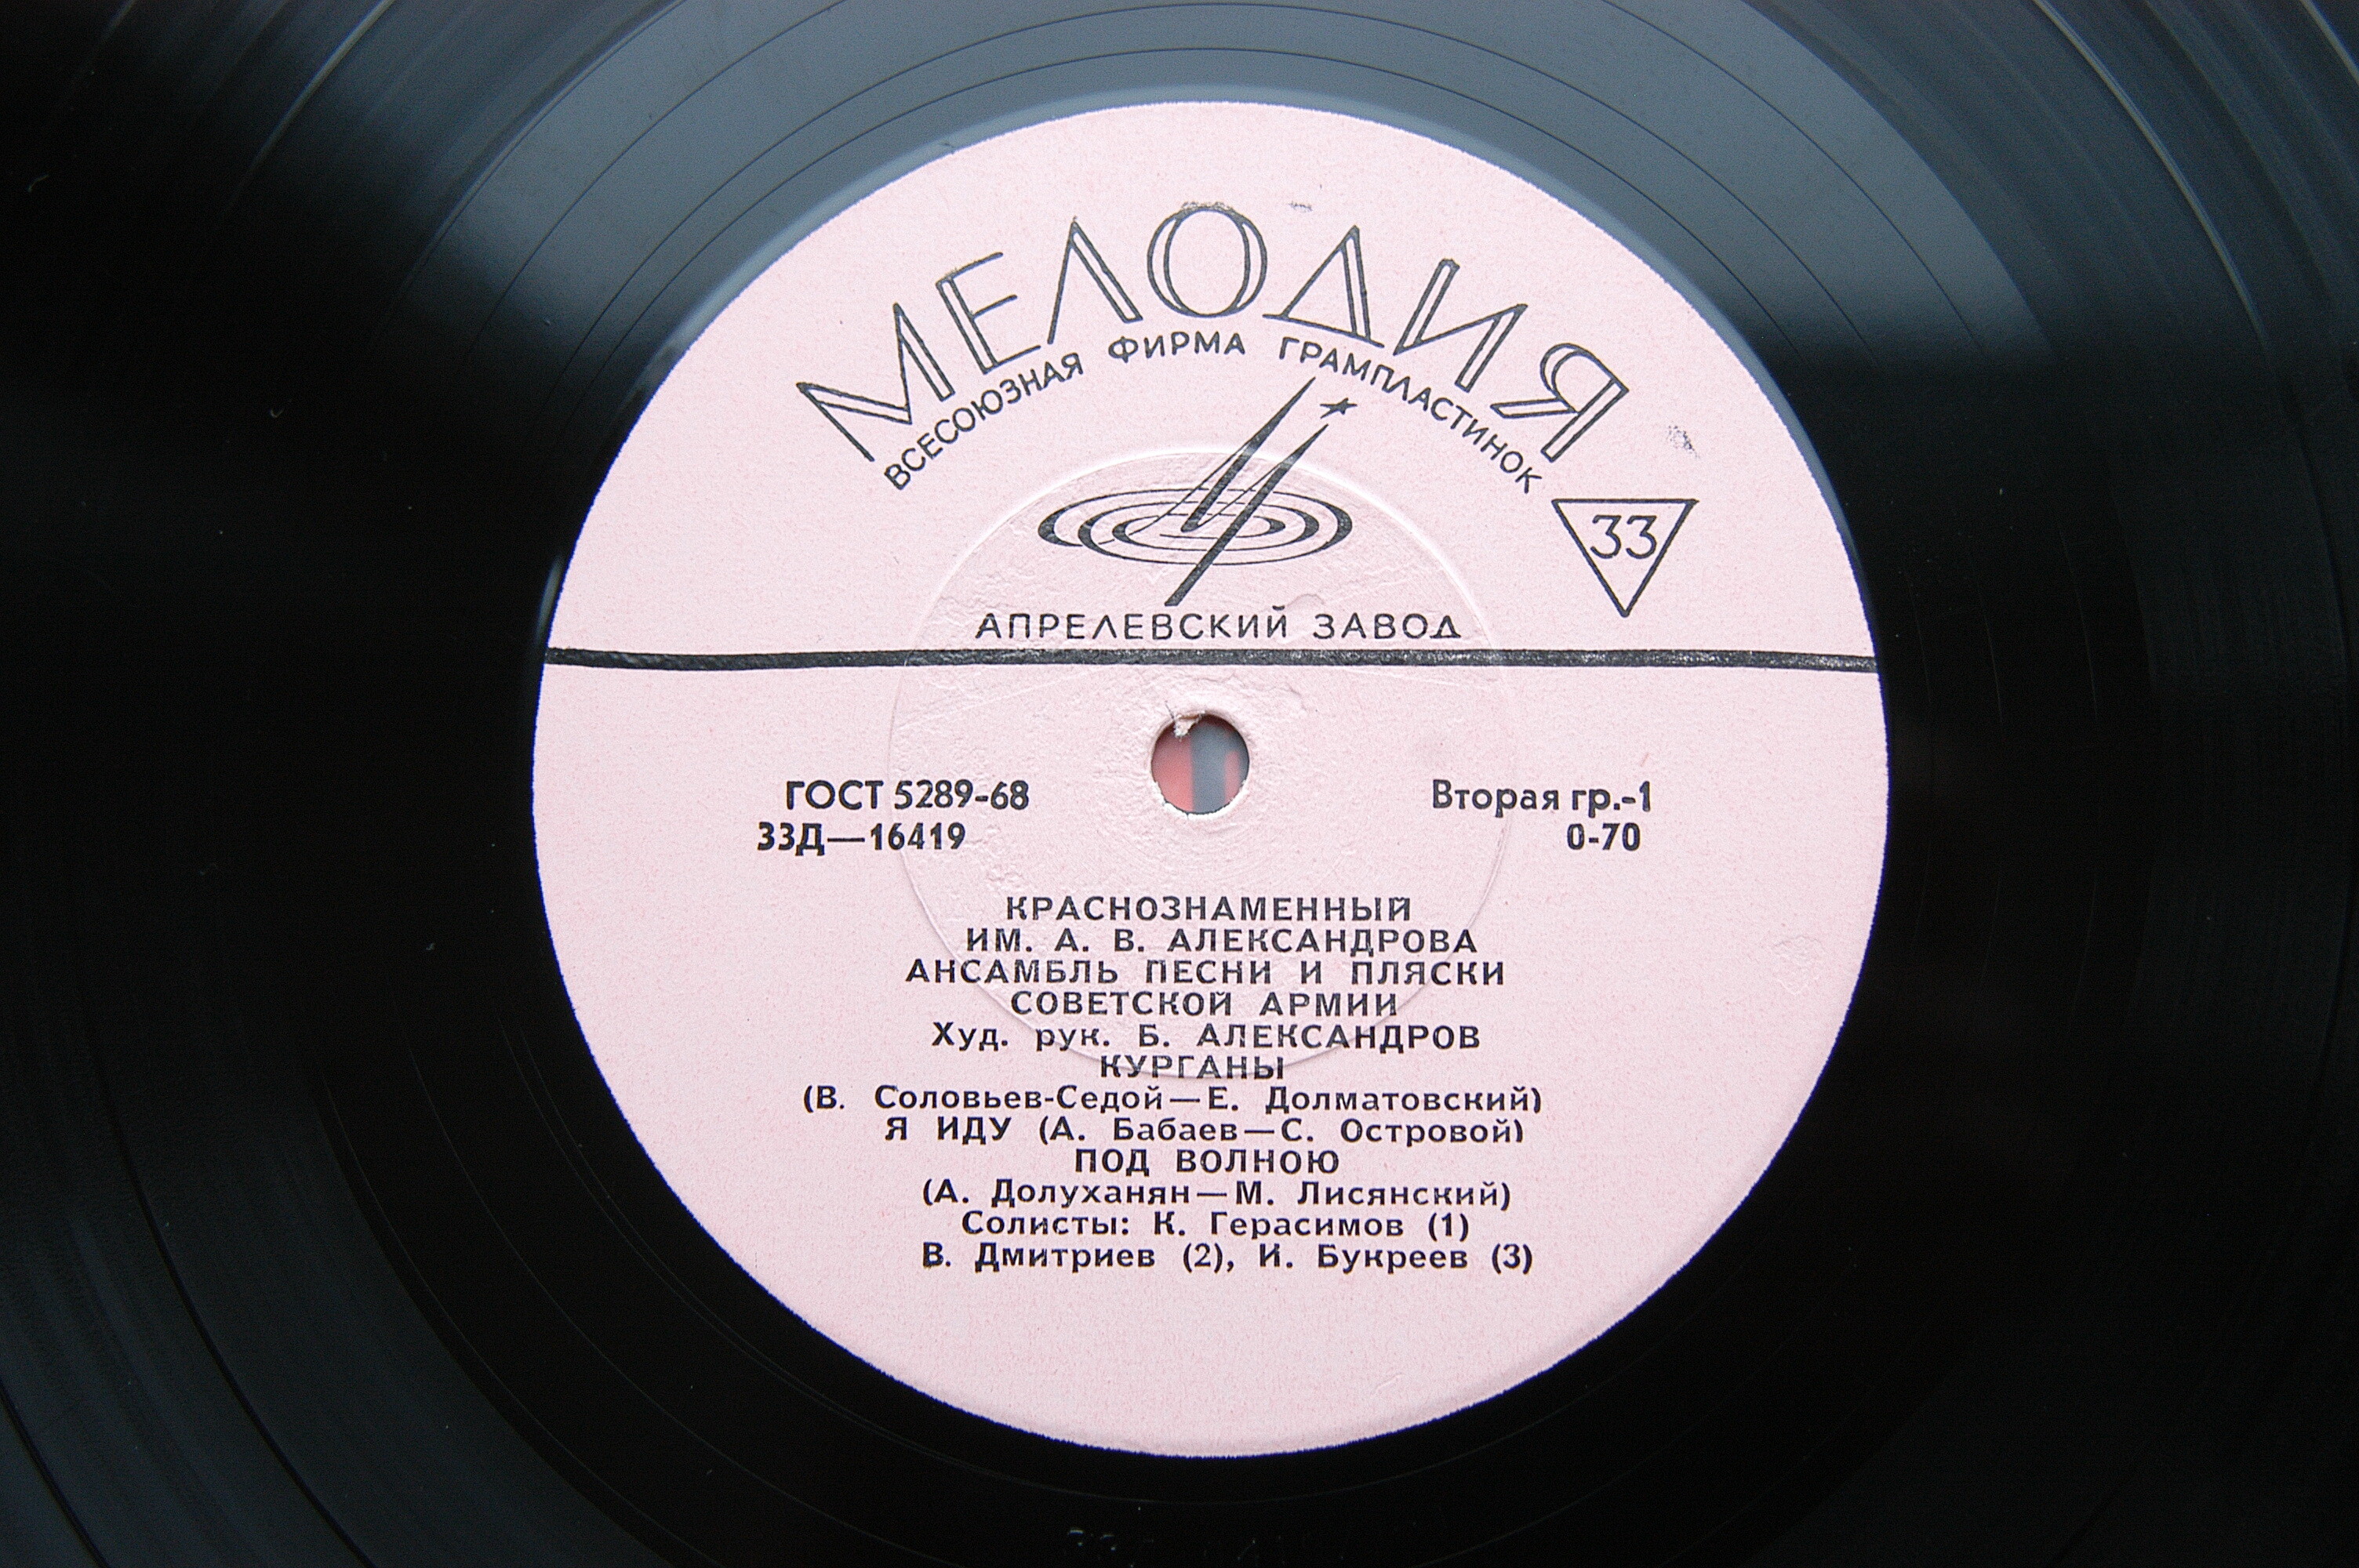 МЕЛОДИЯ
ВСЕСОЮЗНАЯ ФИРМА ГРАМПЛАСТИНОК
33
АПРЕЛЕВСКИЙ ЗАВОД
ГОСТ 5289-68
Вторая гр.-1
33Д—16419
0-70
КРАСНОЗНАМЕННЫЙ
ИМ. А. В. АЛЕКСАНДРОВА
АНСАМБЛЬ ПЕСНИ И ПЛЯСКИ
СОВЕТСКОЙ АРМИИ
Худ. рук. Б. АЛЕКСАНДРОВ
КУРГАНЫ
(В. Соловьев-Седой—Е. Долматовский)
Я ИДУ (А. Бабаев—С. Островой)
ПОД ВОЛНОЮ
(А. Долуханян—М. Лисянский)
Солисты: К. Герасимов (1)
В. Дмитриев (2), И. Букреев (3)